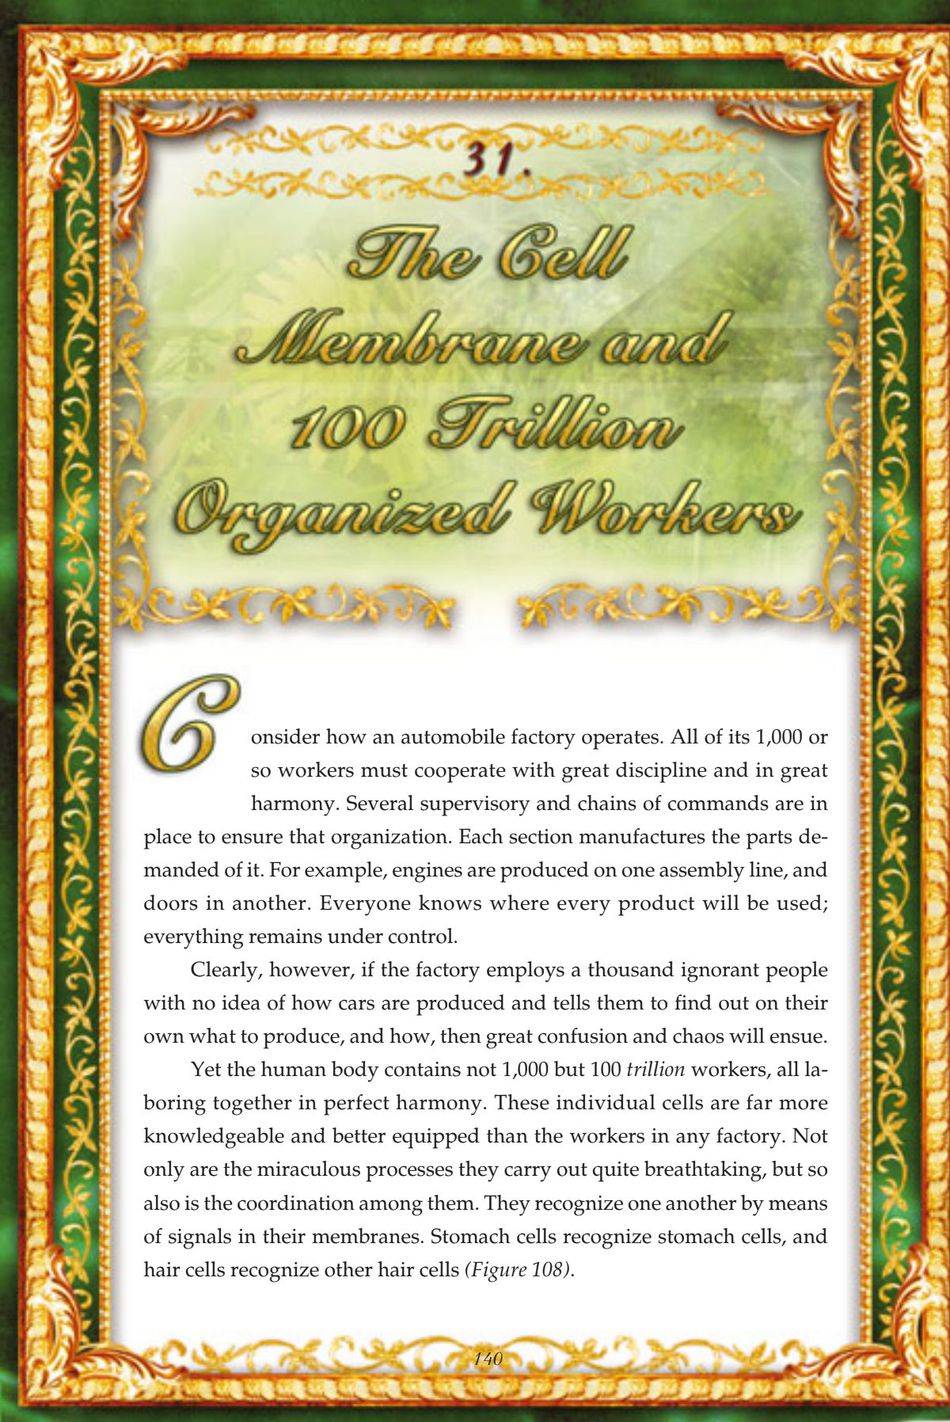 31.
The Cell
Membrane and
100 Trillion
Organized Workers
Consider how an automobile factory operates. All of its 1,000 or
so workers must cooperate with great discipline and in great
harmony. Several supervisory and chains of commands are in
place to ensure that organization. Each section manufactures the parts de-
manded of it. For example, engines are produced on one assembly line, and
doors in another. Everyone knows where every product will be used;
everything remains under control.
Clearly, however, if the factory employs a thousand ignorant people
with no idea of how cars are produced and tells them to find out on their
own what to produce, and how, then great confusion and chaos will ensue.
Yet the human body contains not 1,000 but 100 trillion workers, all la-
boring together in perfect harmony. These individual cells are far more
knowledgeable and better equipped than the workers in any factory. Not
only are the miraculous processes they carry out quite breathtaking, but so
also is the coordination among them. They recognize one another by means
of signals in their membranes. Stomach cells recognize stomach cells, and
hair cells recognize other hair cells (Figure 108).
140